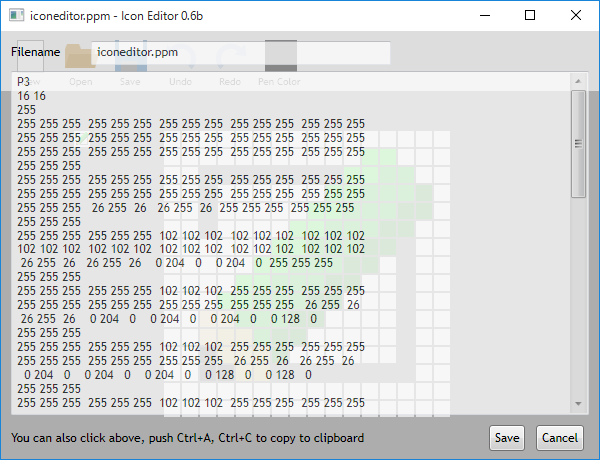 iconeditor.ppm - Icon Editor 0.6b
Filename iconeditor.ppm
Open Save Undo Redo Pen Color
P3
16 16
255
255 255 255  255 255 255  255 255 255  255 255 255  255 255 255
255 255 255  255 255 255  255 255 255  255 255 255  255 255 255
255 255 255  255 255 255  255 255 255  255 255 255  255 255 255
255 255 255
255 255 255  255 255 255  255 255 255  255 255 255  255 255 255
255 255 255  255 255 255  255 255 255  255 255 255  255 255 255
255 255 255   26 255  26   26 255  26  255 255 255  255 255 255
255 255 255
255 255 255  255 255 255  102 102 102  102 102 102  102 102 102
102 102 102  102 102 102  102 102 102  102 102 102  102 102 102
 26 255  26   26 255  26    0 204   0    0 204   0  255 255 255
255 255 255
255 255 255  255 255 255  102 102 102  255 255 255  255 255 255
255 255 255  255 255 255  255 255 255  255 255 255   26 255  26
 26 255  26    0 204   0    0 204   0    0 204   0    0 128   0
255 255 255
255 255 255  255 255 255  102 102 102  255 255 255  255 255 255
255 255 255  255 255 255  255 255 255   26 255  26   26 255  26
  0 204   0    0 204   0    0 204   0    0 128   0    0 128   0
255 255 255
255 255 255  255 255 255  102 102 102  255 255 255  255 255 255
You can also click above, push Ctrl+A, Ctrl+C to copy to clipboard Save Cancel